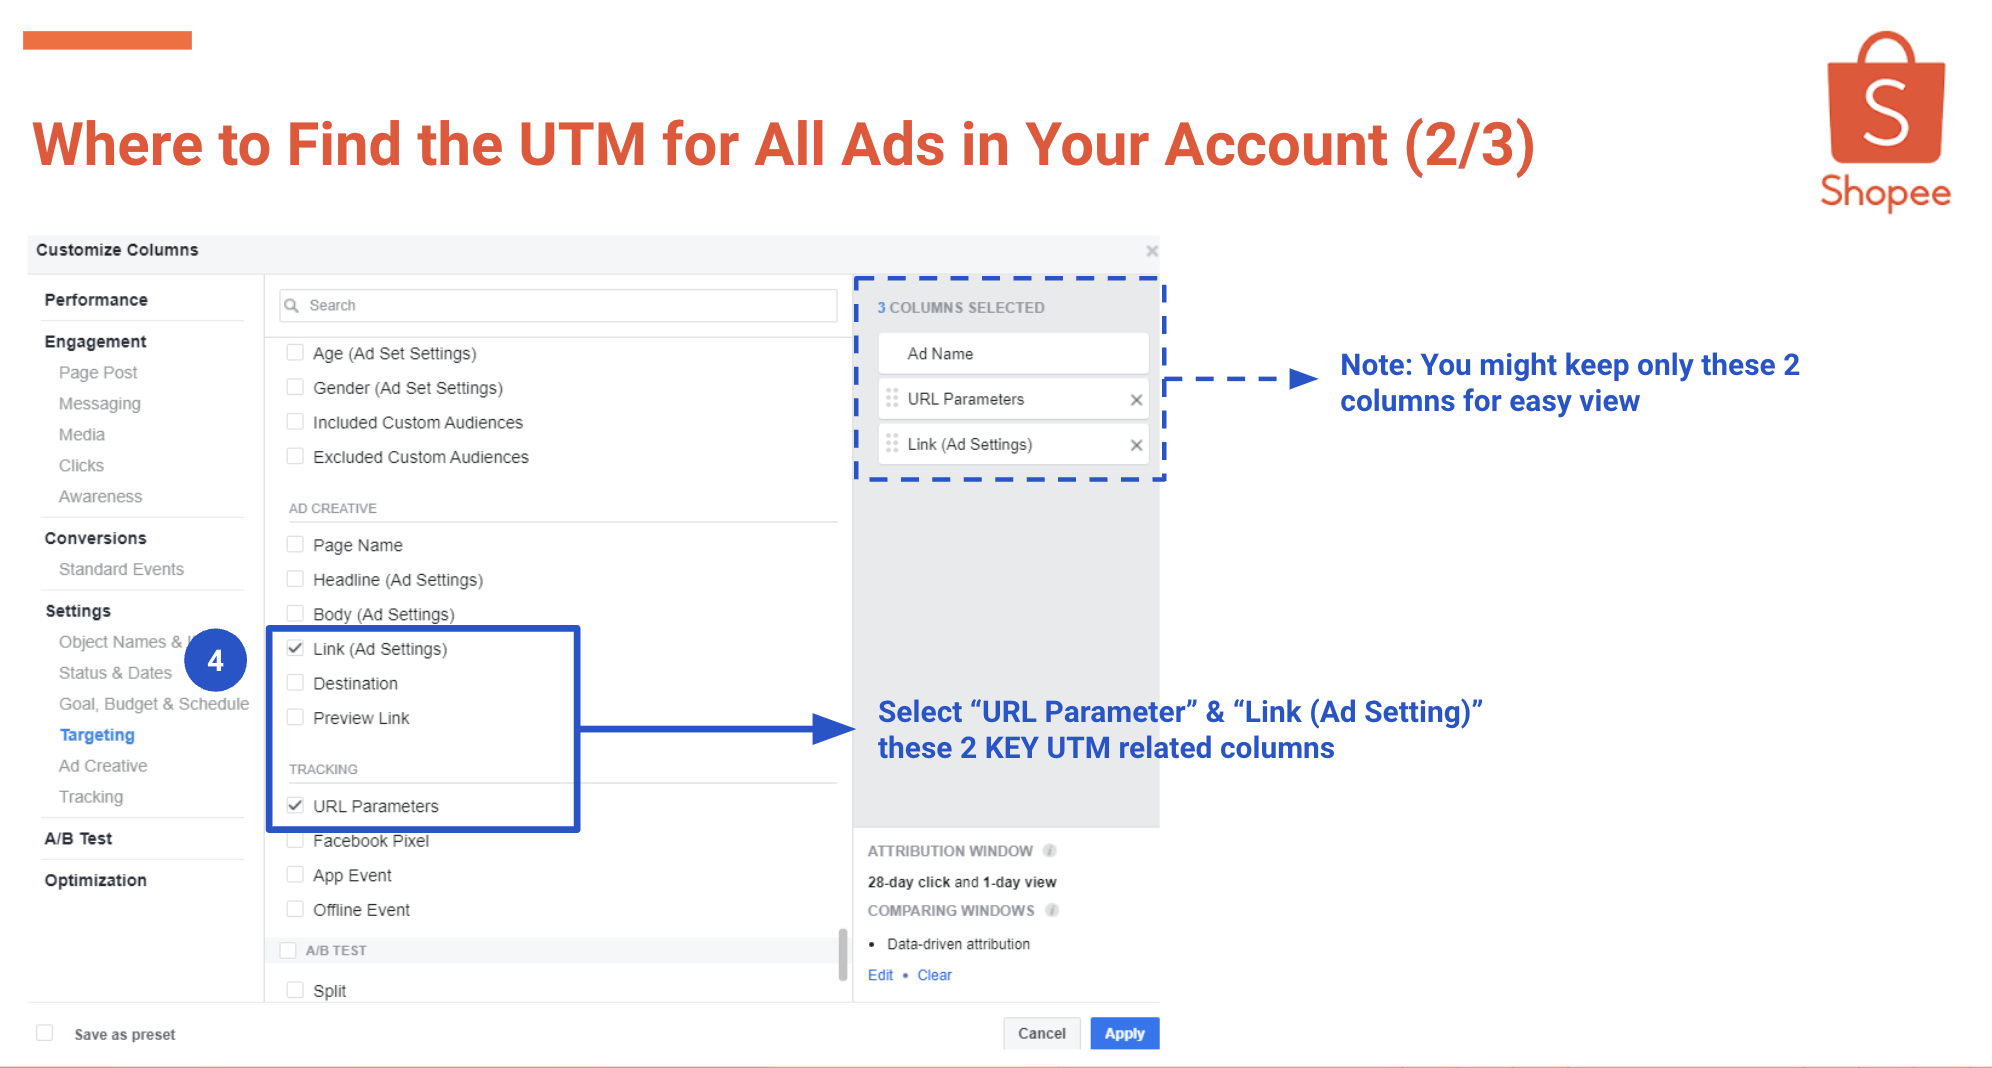 Where to Find the UTM for All Ads in Your Account (2/3)
S
Shopee
Customize Columns
Performance
Engagement
Page Post
Messaging
Media
Clicks
Awareness
Conversions
Standard Events
Settings
Object Names &
Status & Dates
Goal, Budget & Schedule
Targeting
Ad Creative
Tracking
A/B Test
Optimization
4
Search
Age (Ad Set Settings)
Gender (Ad Set Settings)
Included Custom Audiences
Excluded Custom Audiences
AD CREATIVE
Page Name
Headline (Ad Settings)
Body (Ad Settings)
Link (Ad Settings)
Destination
Preview Link
TRACKING
URL Parameters
Facebook Pixel
App Event
Offline Event
A/B TEST
Split
3 COLUMNS SELECTED
Ad Name
URL Parameters
Link (Ad Settings)
Note: You might keep only these 2
columns for easy view
Select “URL Parameter” & “Link (Ad Setting)”
these 2 KEY UTM related columns
ATTRIBUTION WINDOW
28-day click and 1-day view
COMPARING WINDOWS
• Data-driven attribution
Edit • Clear
Save as preset
Cancel
Apply